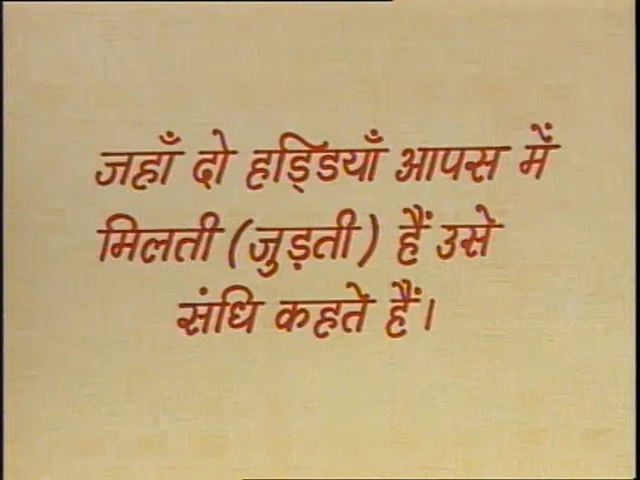 जहाँ दो हड्डियाँ आपस में
मिलती (जुड़ती) हैं उसे
संधि कहते हैं।